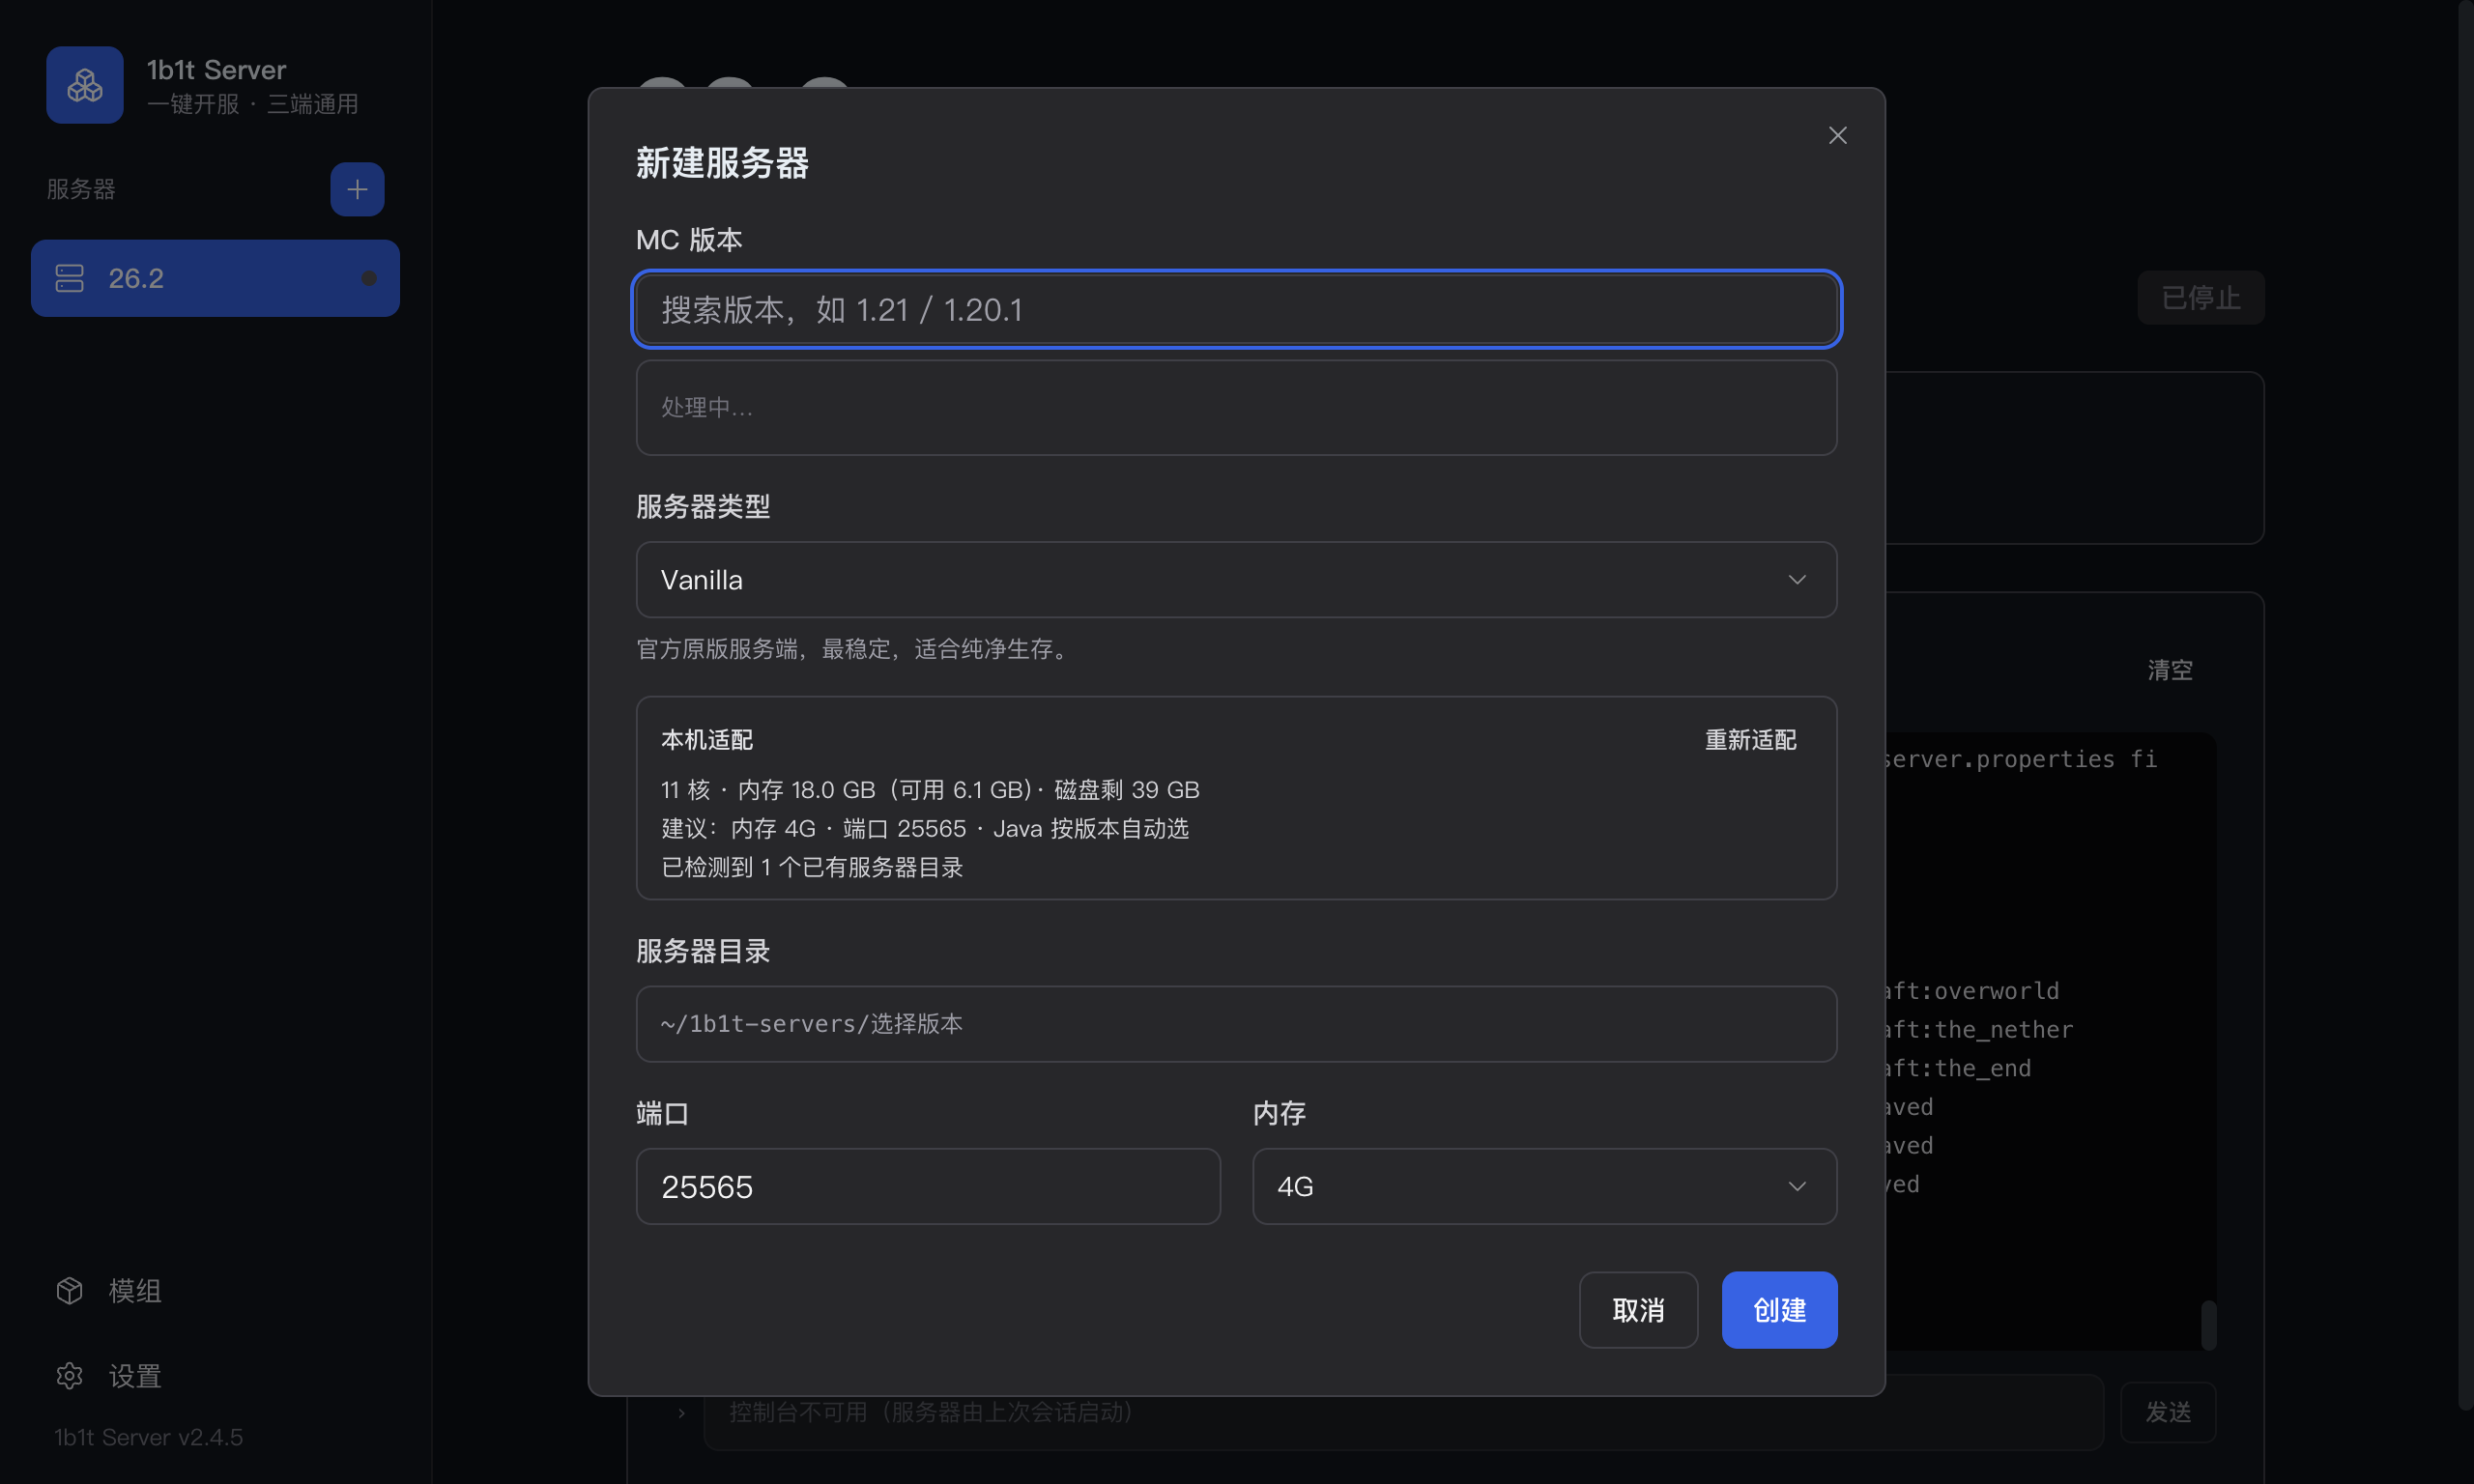 1b1t Server
一键开服 · 三端通用
服务器
26.2
模组
设置
1b1t Server v2.4.5
新建服务器
MC 版本
搜索版本，如 1.21 / 1.20.1
处理中...
服务器类型
Vanilla
官方原版服务端，最稳定，适合纯净生存。
本机适配
重新适配
11 核 · 内存 18.0 GB（可用 6.1 GB）· 磁盘剩 39 GB
建议：内存 4G · 端口 25565 · Java 按版本自动选
已检测到 1 个已有服务器目录
服务器目录
~/1b1t-servers/选择版本
端口
内存
25565
4G
取消
创建
已停止
清空
server.properties fi
aft:overworld
aft:the_nether
aft:the_end
aved
aved
ved
控制台不可用（服务器由上次会话启动）
发送